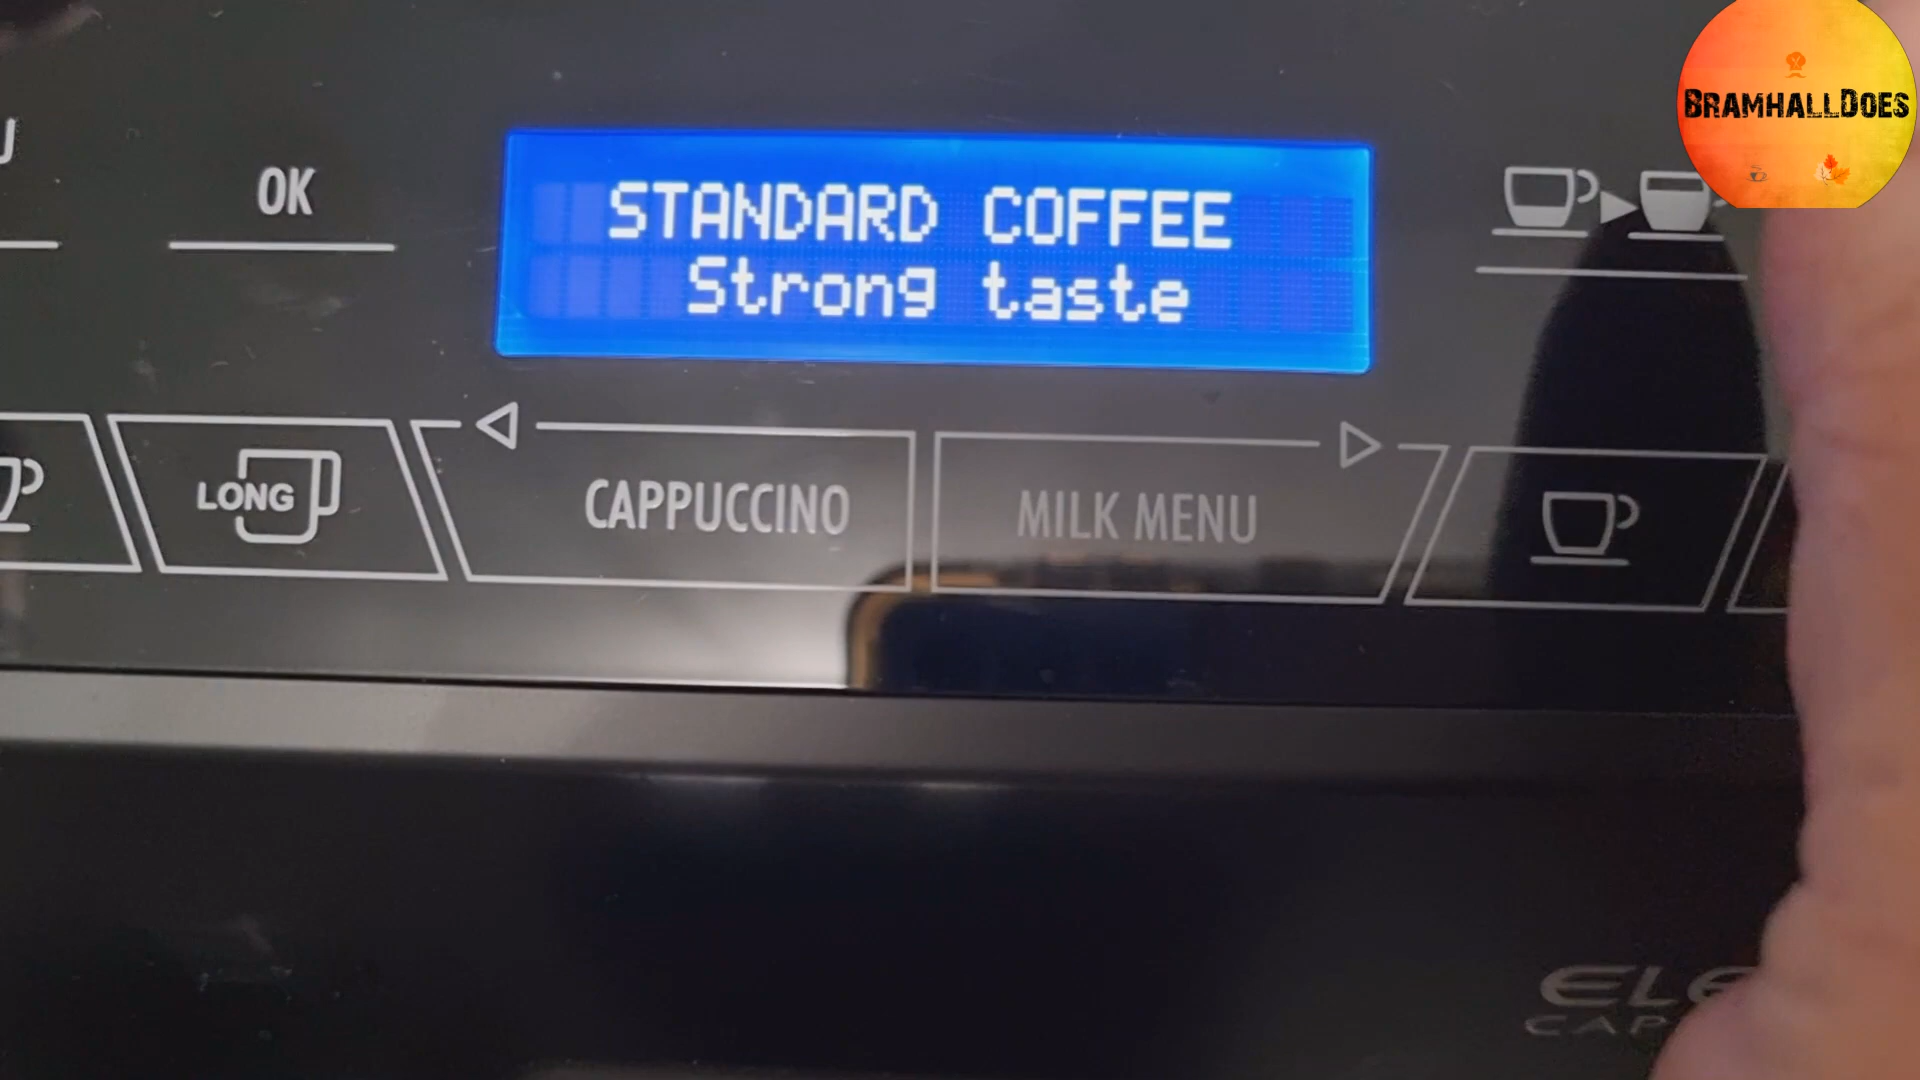 BRAMHALLDOES
OK
STANDARD COFFEE
Strong taste
LONG
CAPPUCCINO
MILK MENU